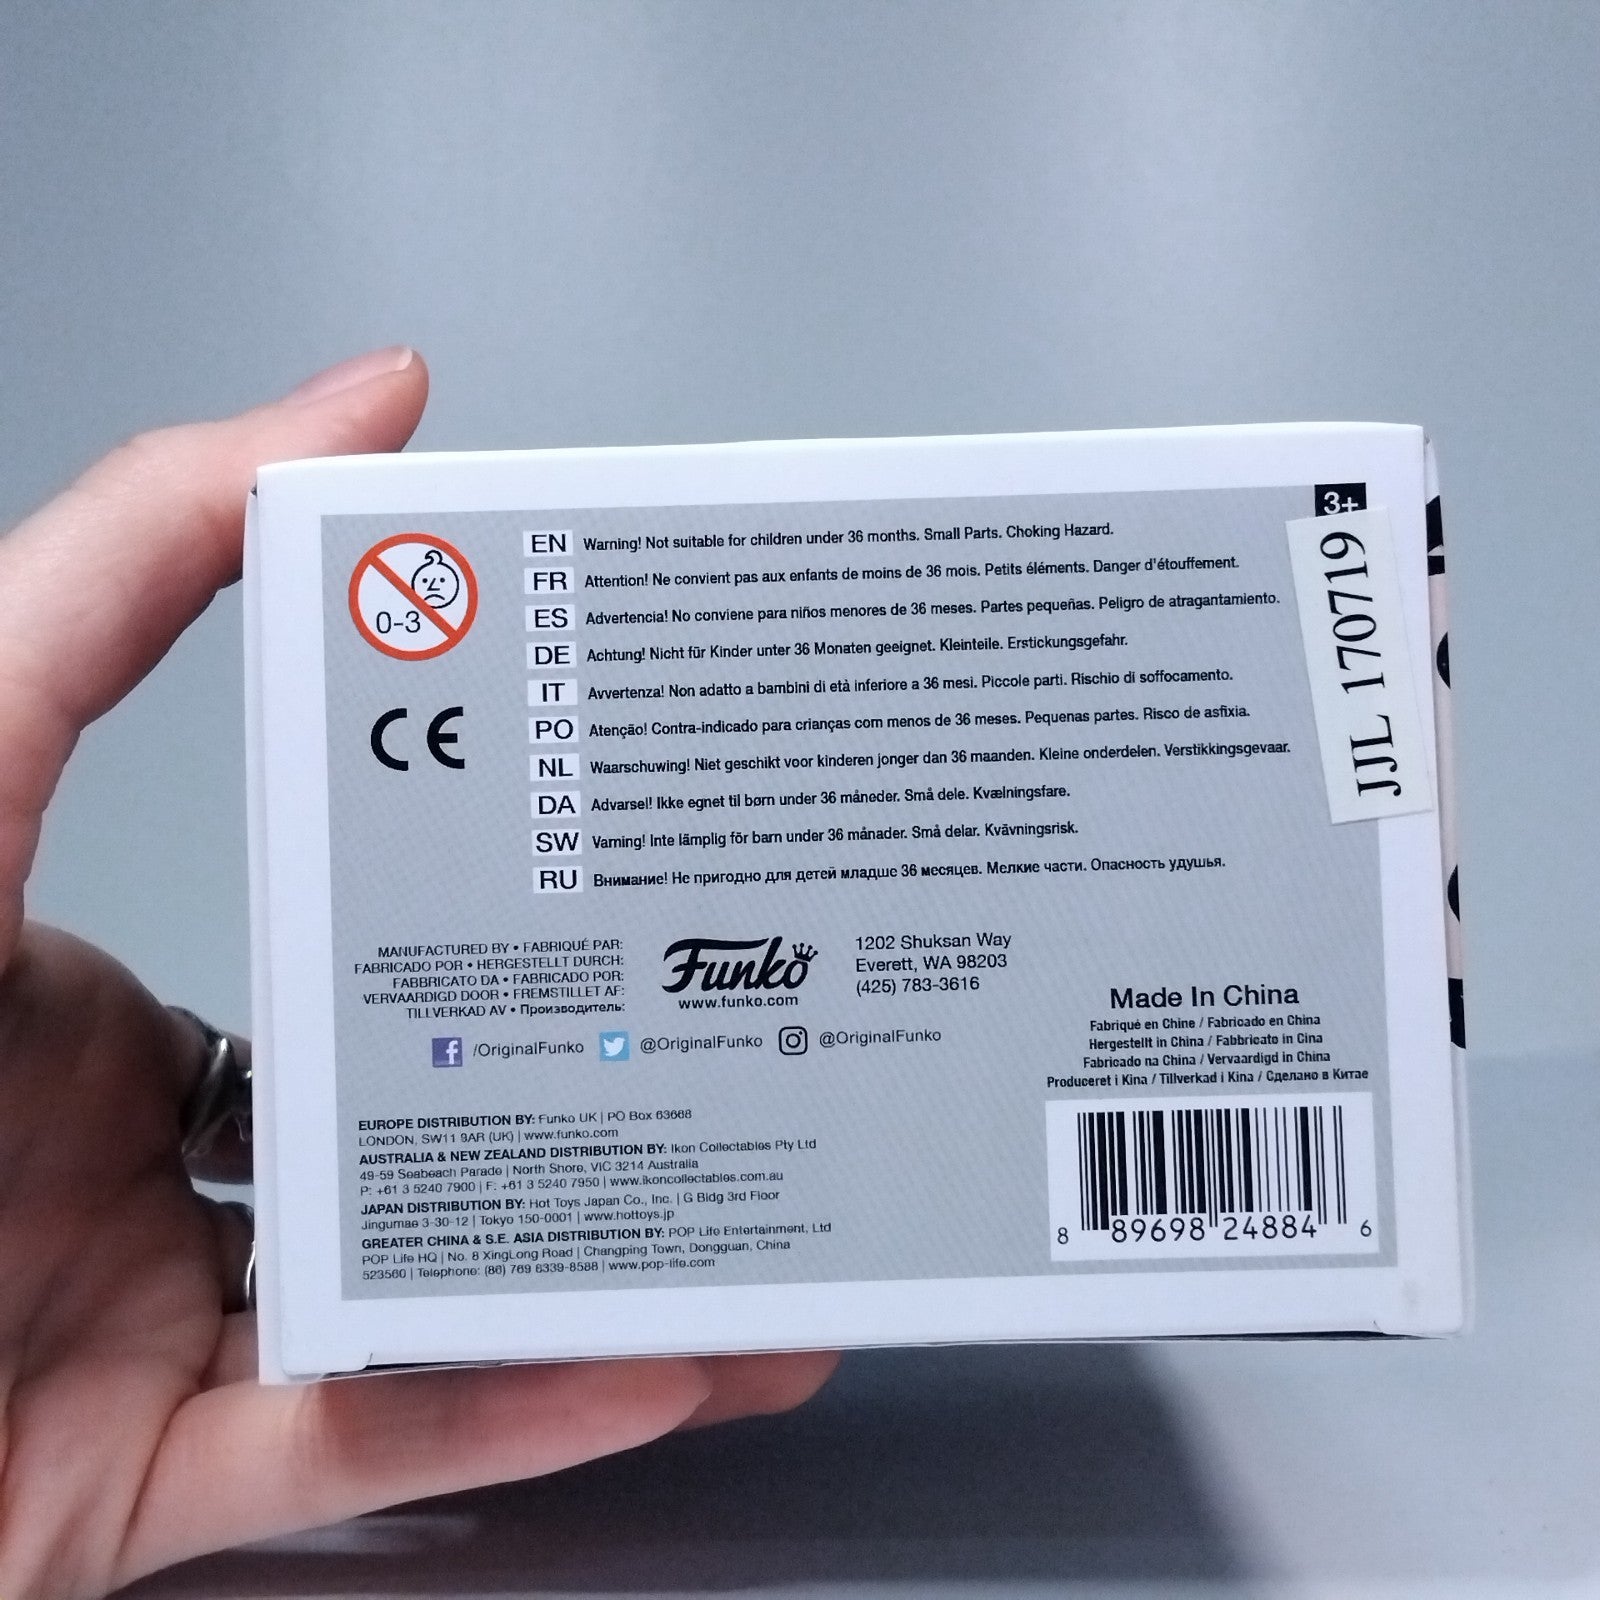 3+
JJL 170719
0-3
CE
EN Warning! Not suitable for children under 36 months. Small Parts. Choking Hazard.
FR Attention! Ne convient pas aux enfants de moins de 36 mois. Petits éléments. Danger d'étouffement.
ES Advertencia! No conviene para niños menores de 36 meses. Partes pequeñas. Peligro de atragantamiento.
DE Achtung! Nicht für Kinder unter 36 Monaten geeignet. Kleinteile. Erstickungsgefahr.
IT Avvertenza! Non adatto a bambini di età inferiore a 36 mesi. Piccole parti. Rischio di soffocamento.
PO Atenção! Contra-indicado para crianças com menos de 36 meses. Pequenas partes. Risco de asfixia.
NL Waarschuwing! Niet geschikt voor kinderen jonger dan 36 maanden. Kleine onderdelen. Verstikkingsgevaar.
DA Advarsel! Ikke egnet til børn under 36 måneder. Små dele. Kvælningsfare.
SW Varning! Inte lämplig för barn under 36 månader. Små delar. Kvävningsrisk.
RU Внимание! Не пригодно для детей младше 36 месяцев. Мелкие части. Опасность удушья.
MANUFACTURED BY • FABRIQUÉ PAR:
FABRICADO POR • HERGESTELLT DURCH:
FABBRICATO DA • FABRICADO POR:
VERVAARDIGD DOOR • FREMSTILLET AF:
TILLVERKAD AV • Производитель:
Funko
www.funko.com
1202 Shuksan Way
Everett, WA 98203
(425) 783-3616
/OriginalFunko @OriginalFunko @OriginalFunko
Made In China
Fabriqué en Chine / Fabricado en China
Hergestellt in China / Fabbricato in Cina
Fabricado na China / Vervaardigd in China
Produceret i Kina / Tillverkad i Kina / Сделано в Китае
EUROPE DISTRIBUTION BY: Funko UK | PO Box 63668
LONDON, SW11 9AR (UK) | www.funko.com
AUSTRALIA & NEW ZEALAND DISTRIBUTION BY: Ikon Collectables Pty Ltd
49-59 Seabeach Parade | North Shore, VIC 3214 Australia
P: +61 3 5240 7900 | F: +61 3 5240 7950 | www.ikoncollectables.com.au
JAPAN DISTRIBUTION BY: Hot Toys Japan Co., Inc. | G Bldg 3rd Floor
Jingumae 3-30-12 | Tokyo 150-0001 | www.hottoys.jp
GREATER CHINA & S.E. ASIA DISTRIBUTION BY: POP Life Entertainment, Ltd
POP Life HQ | No. 8 XingLong Road | Changping Town, Dongguan, China
523560 | Telephone: (86) 769 8339-8588 | www.pop-life.com
8 89698 24884 6